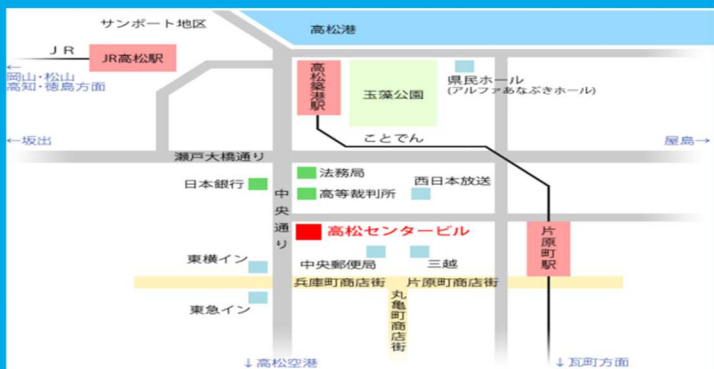 サンポート地区
高松港
JR
JR高松駅
←
岡山・松山
高知・徳島方面
高松築港駅
玉藻公園
県民ホール
(アルファあなぶきホール)
ことでん
←坂出
屋島→
瀬戸大橋通り
法務局
日本銀行
高等裁判所
西日本放送
中央通り
高松センタービル
片原町駅
東横イン
中央郵便局
三越
兵庫町商店街
片原町商店街
東急イン
丸亀町商店街
↓高松空港
↓瓦町方面